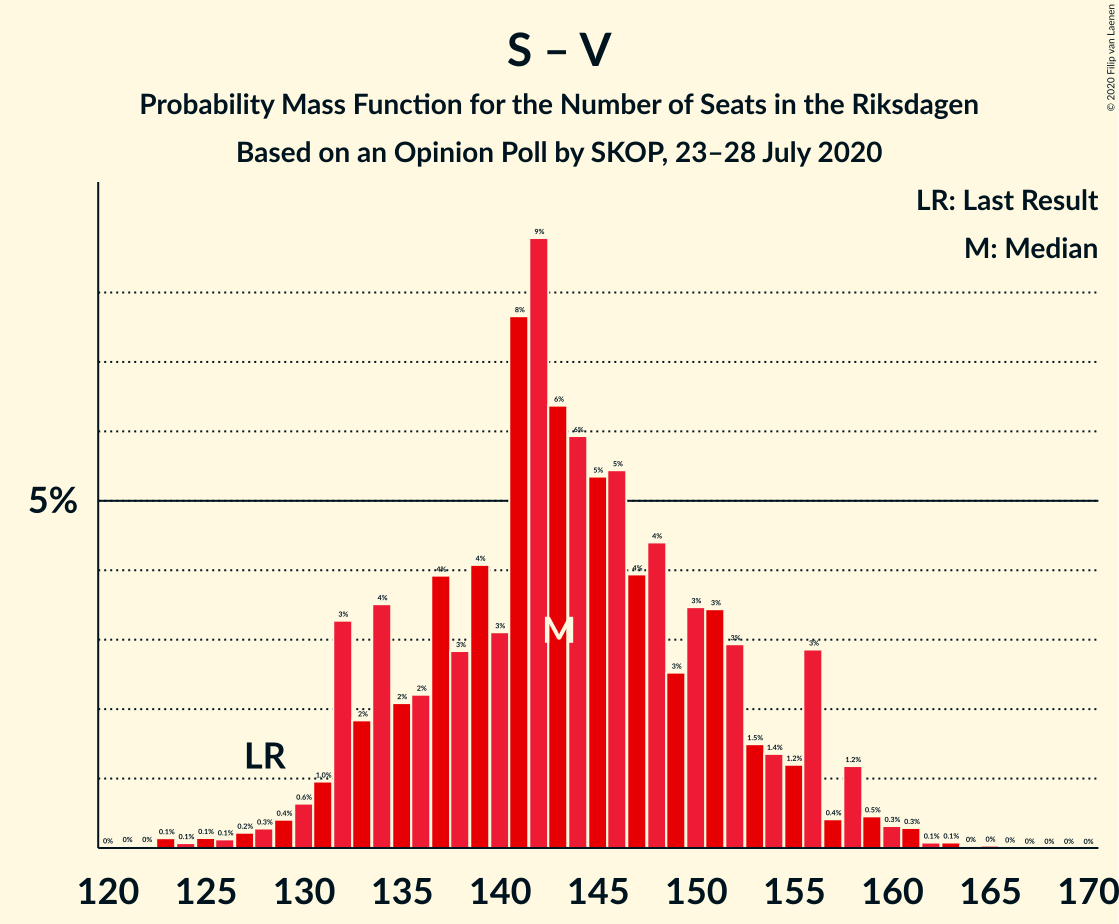 © 2020 Filip van Laenen
S – V
Probability Mass Function for the Number of Seats in the Riksdagen
Based on an Opinion Poll by SKOP, 23–28 July 2020
LR: Last Result
M: Median
5%
LR
M
0% 0% 0% 0.1% 0.1% 0.1% 0.1% 0.2% 0.3% 0.4% 0.6% 1.0% 3% 2% 4% 2% 2% 4% 3% 4% 3% 8% 9% 6% 6% 5% 5% 4% 4% 3% 3% 3% 3% 1.5% 1.4% 1.2% 3% 0.4% 1.2% 0.5% 0.3% 0.3% 0.1% 0.1% 0% 0% 0% 0% 0% 0% 0%
120 125 130 135 140 145 150 155 160 165 170